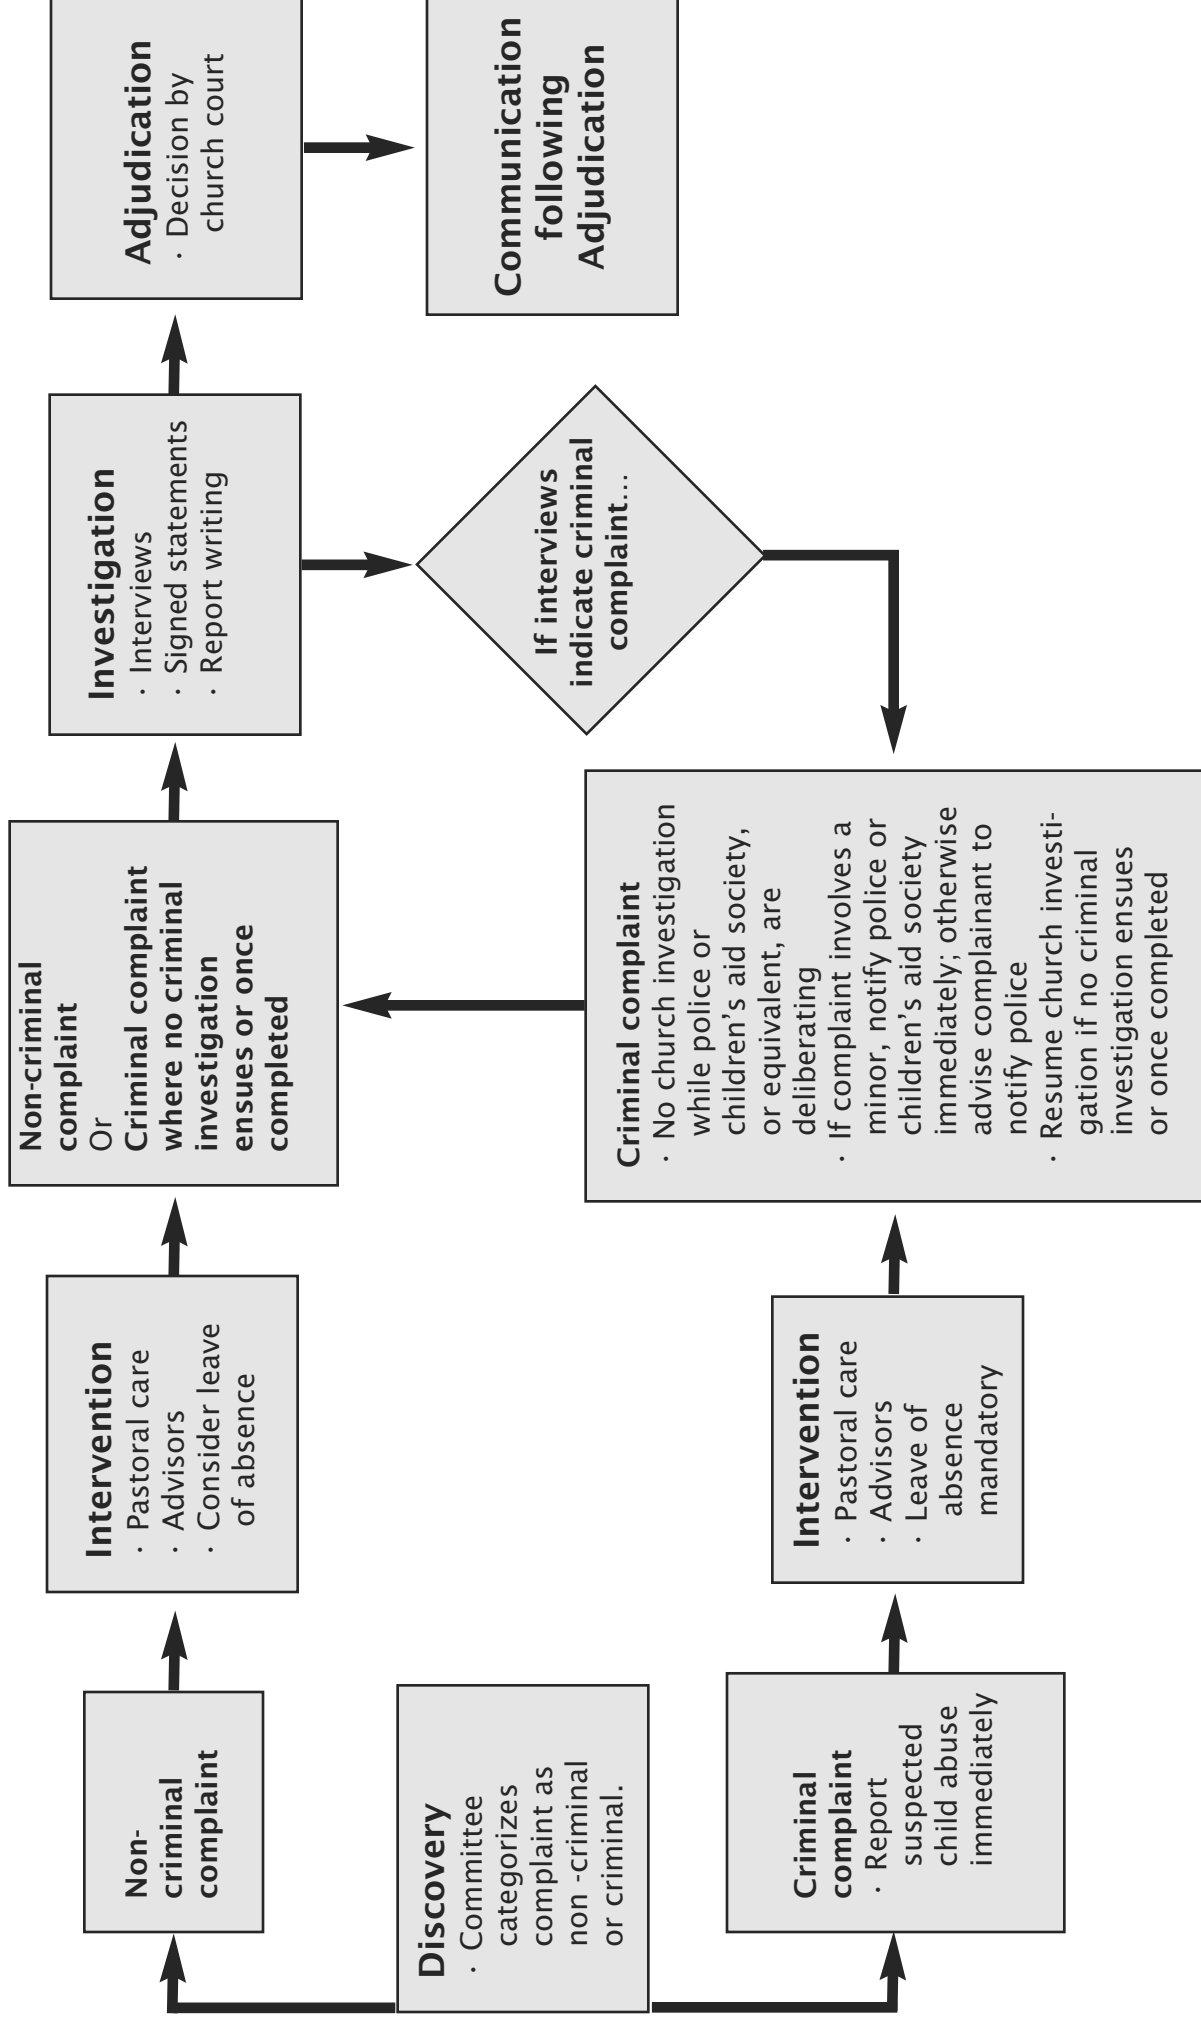 Discovery
· Committee
categorizes
complaint as
non -criminal
or criminal.
Non-
criminal
complaint
Intervention
· Pastoral care
· Advisors
· Consider leave
of absence
Non-criminal
complaint
Or
Criminal complaint
where no criminal
investigation
ensues or once
completed
Investigation
· Interviews
· Signed statements
· Report writing
Adjudication
· Decision by
church court
Communication
following
Adjudication
If interviews
indicate criminal
complaint...
Criminal
complaint
· Report
suspected
child abuse
immediately
Intervention
· Pastoral care
· Advisors
· Leave of
absence
mandatory
Criminal complaint
· No church investigation
while police or
children’s aid society,
or equivalent, are
deliberating
· If complaint involves a
minor, notify police or
children’s aid society
immediately; otherwise
advise complainant to
notify police
· Resume church investi-
gation if no criminal
investigation ensues
or once completed